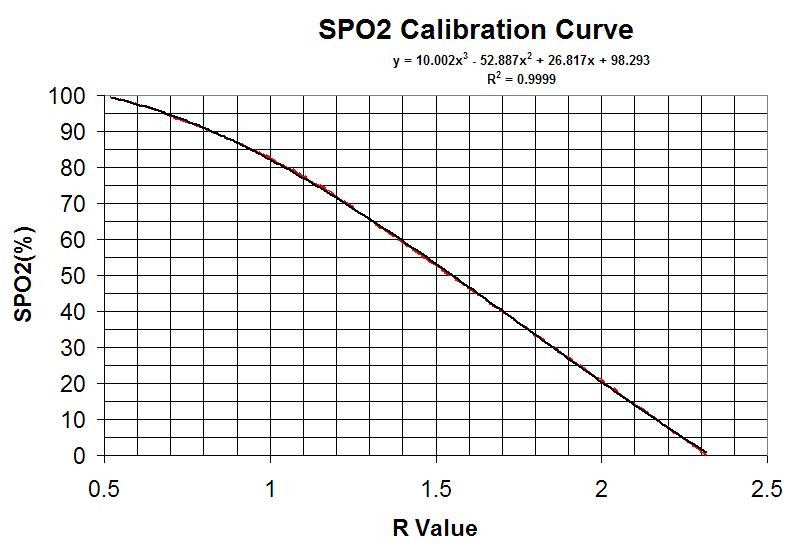 SPO2 Calibration Curve
y = 10.002x³ - 52.887x² + 26.817x + 98.293
R² = 0.9999
100
90
80
70
60
50
40
30
20
10
0
SPO2(%)
0.5 1 1.5 2 2.5
R Value